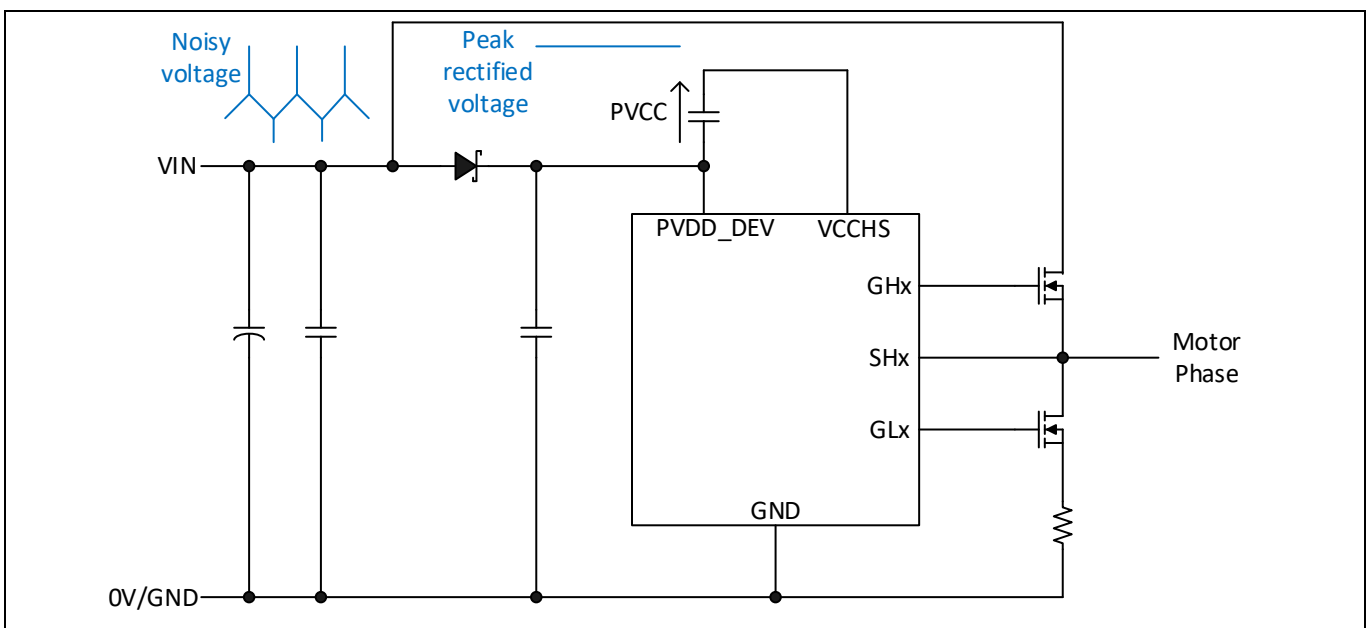 Noisy
voltage
Peak
rectified
voltage
PVCC
VIN
PVDD_DEV
VCCHS
GHx
SHx
GLx
Motor
Phase
GND
0V/GND